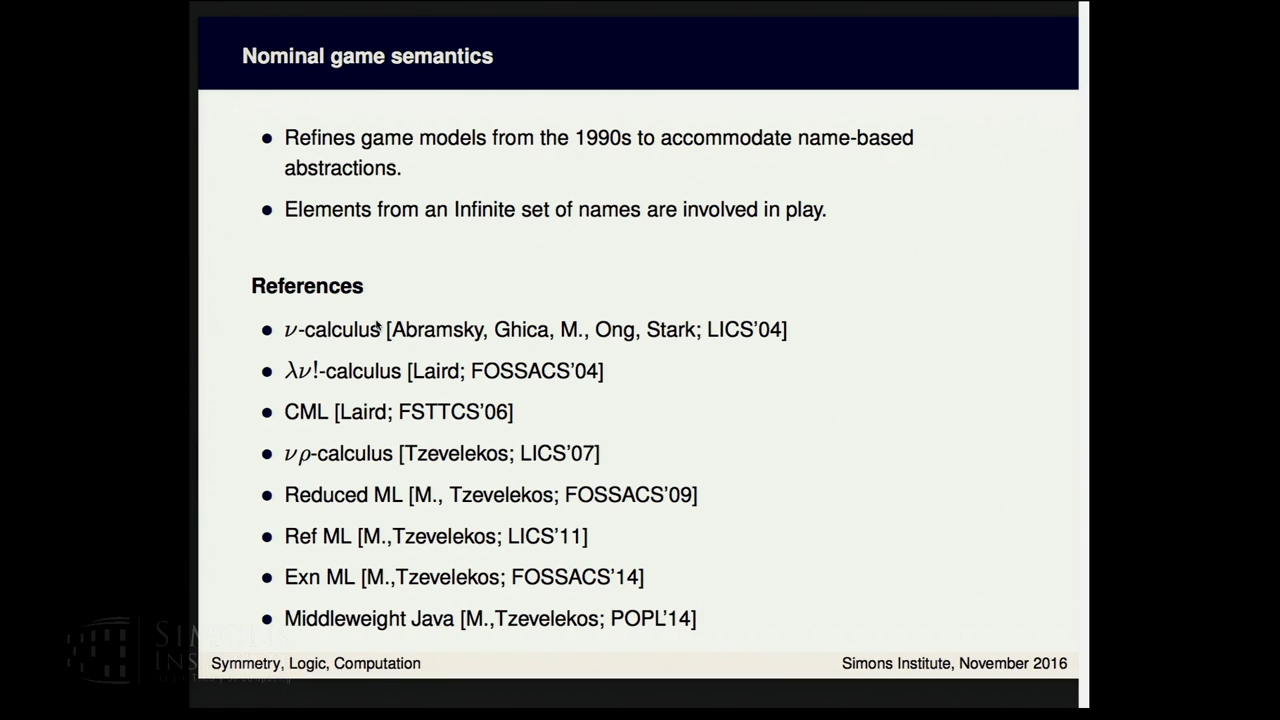 Nominal game semantics
● Refines game models from the 1990s to accommodate name-based
abstractions.
● Elements from an Infinite set of names are involved in play.
References
● ν-calculus [Abramsky, Ghica, M., Ong, Stark; LICS'04]
● λν!-calculus [Laird; FOSSACS'04]
● CML [Laird; FSTTCS'06]
● νρ-calculus [Tzevelekos; LICS'07]
● Reduced ML [M., Tzevelekos; FOSSACS'09]
● Ref ML [M.,Tzevelekos; LICS'11]
● Exn ML [M.,Tzevelekos; FOSSACS'14]
● Middleweight Java [M.,Tzevelekos; POPL'14]
Symmetry, Logic, Computation
Simons Institute, November 2016